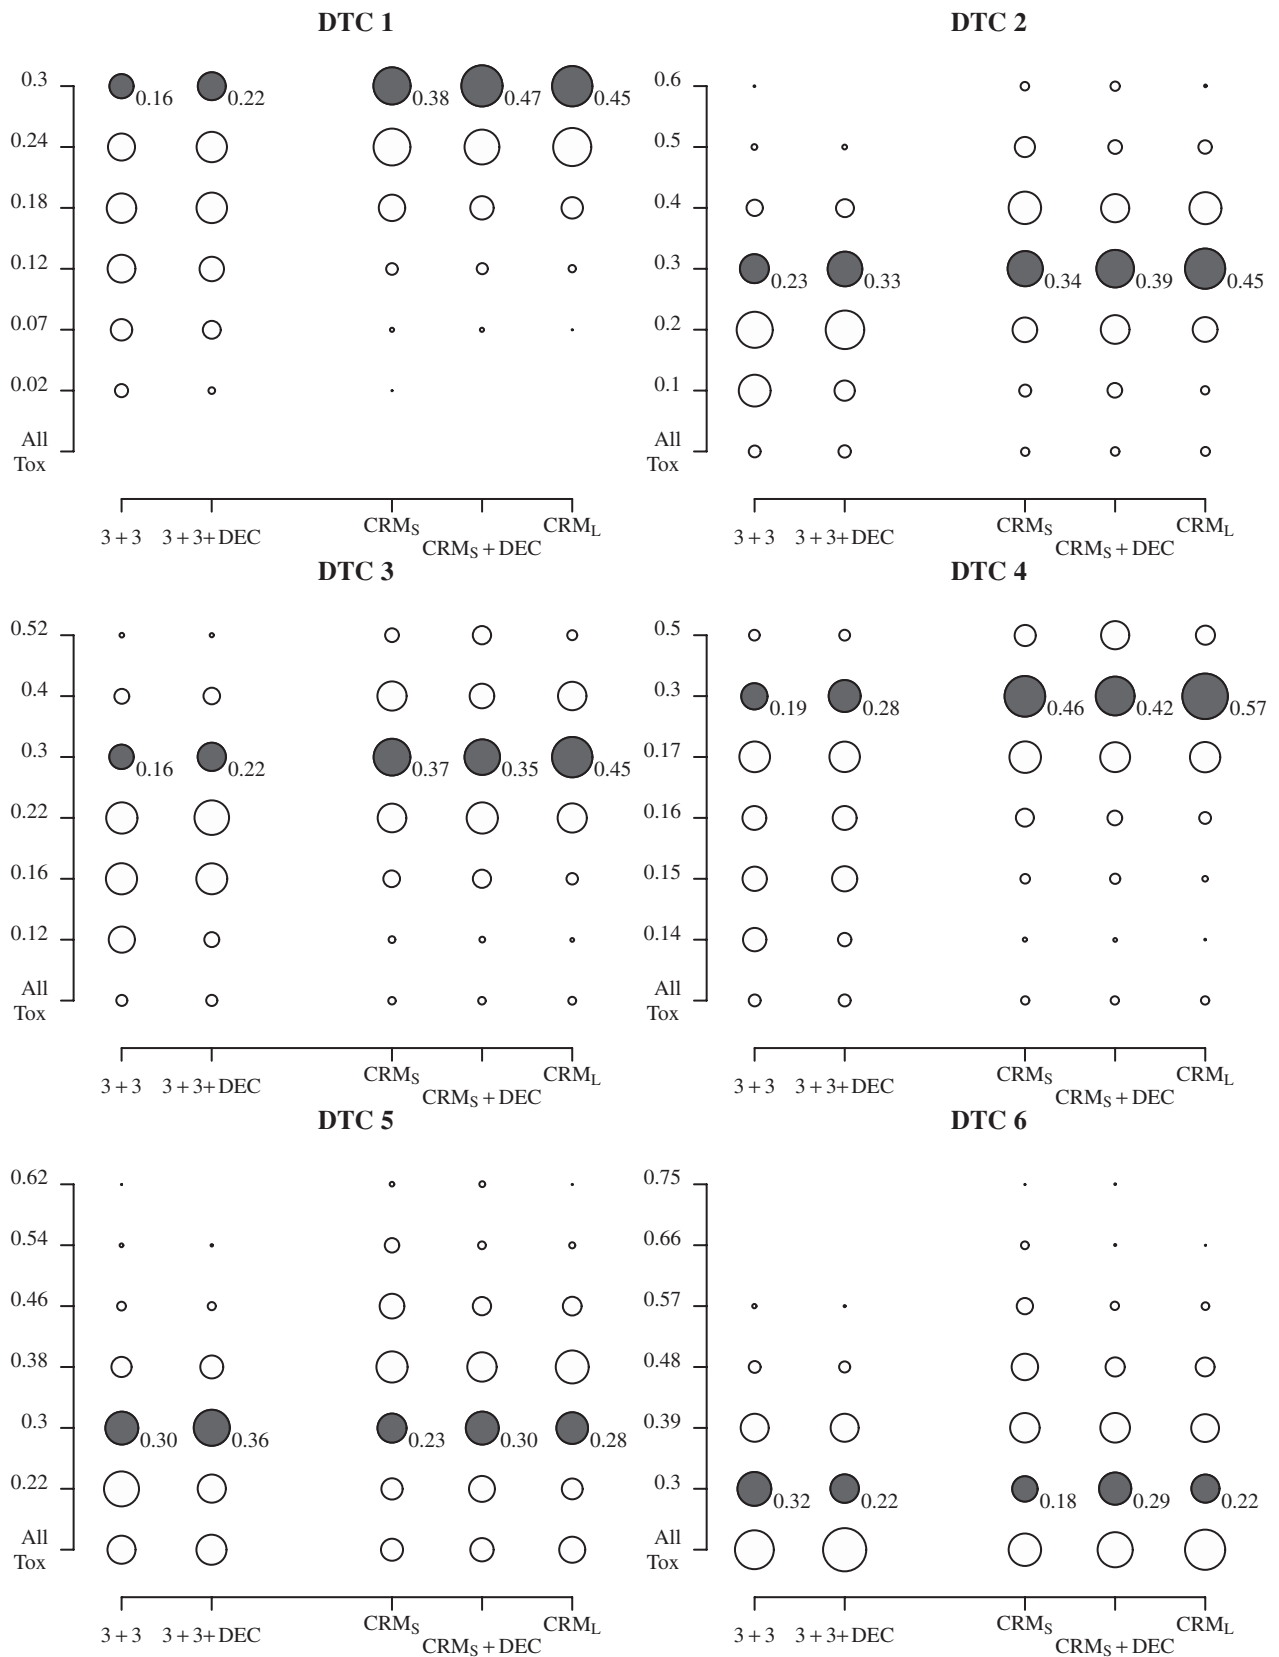 DTC 1
0.3
0.16
0.22
0.38
0.47
0.45
0.24
0.18
0.12
0.07
0.02
All
Tox
3+3
3+3+DEC
CRMS
CRMS+DEC
CRML
DTC 2
0.6
0.5
0.4
0.3
0.23
0.33
0.34
0.39
0.45
0.2
0.1
All
Tox
3+3
3+3+DEC
CRMS
CRMS+DEC
CRML
DTC 3
0.52
0.4
0.3
0.16
0.22
0.37
0.35
0.45
0.22
0.16
0.12
All
Tox
3+3
3+3+DEC
CRMS
CRMS+DEC
CRML
DTC 4
0.5
0.3
0.19
0.28
0.46
0.42
0.57
0.17
0.16
0.15
0.14
All
Tox
3+3
3+3+DEC
CRMS
CRMS+DEC
CRML
DTC 5
0.62
0.54
0.46
0.38
0.3
0.30
0.36
0.23
0.30
0.28
0.22
All
Tox
3+3
3+3+DEC
CRMS
CRMS+DEC
CRML
DTC 6
0.75
0.66
0.57
0.48
0.39
0.3
0.32
0.22
0.18
0.29
0.22
All
Tox
3+3
3+3+DEC
CRMS
CRMS+DEC
CRML